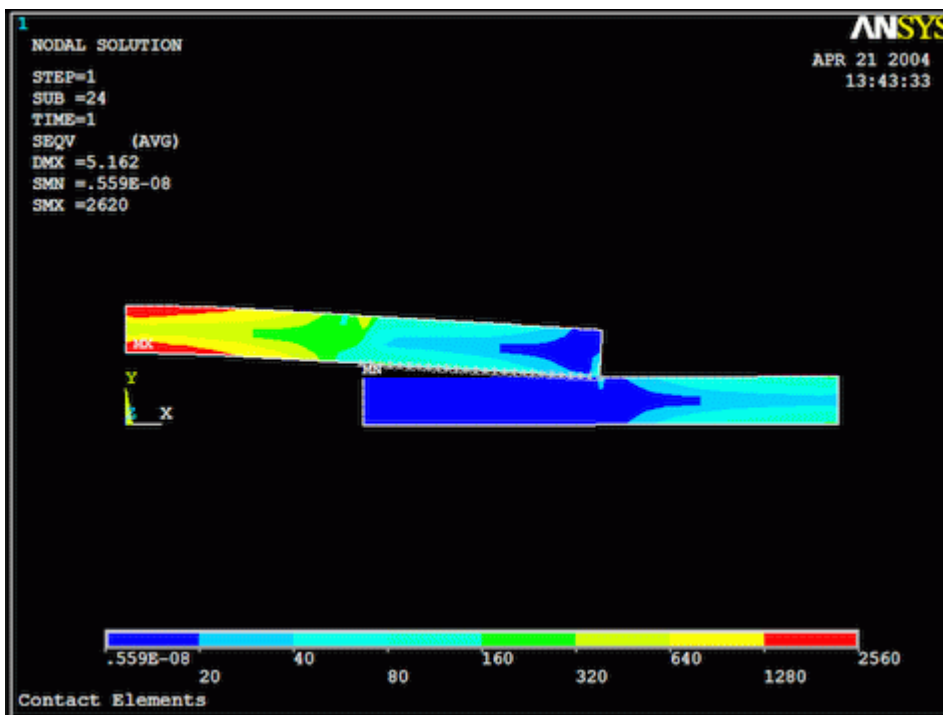 1
NODAL SOLUTION
ANSYS
APR 21 2004
13:43:33
STEP=1
SUB =24
TIME=1
SEQV (AVG)
DMX =5.162
SMN =.559E-08
SMX =2620
MX
MN
Y
Z X
.559E-08 40 160 640 2560
20 80 320 1280
Contact Elements